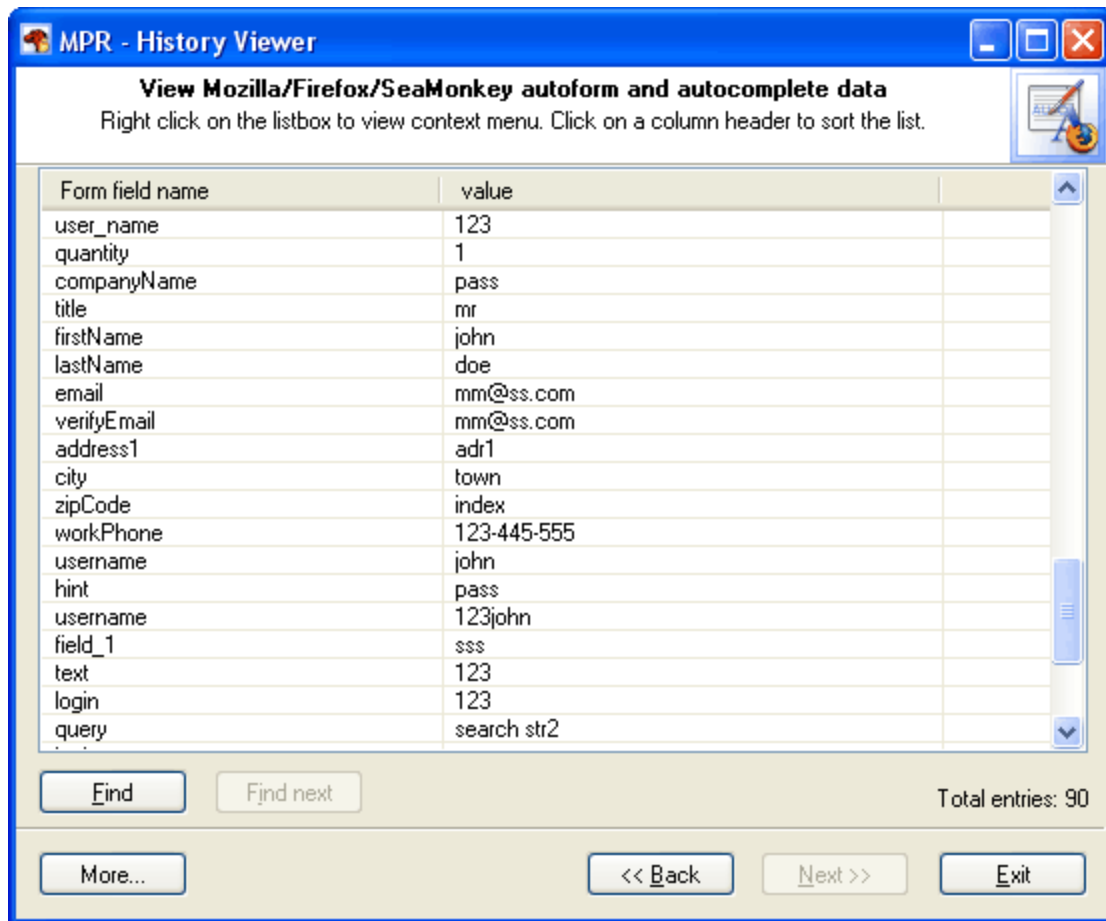 MPR - History Viewer
View Mozilla/Firefox/SeaMonkey autoform and autocomplete data
Right click on the listbox to view context menu. Click on a column header to sort the list.
Form field name value
user_name 123
quantity 1
companyName pass
title mr
firstName john
lastName doe
email mm@ss.com
verifyEmail mm@ss.com
address1 adr1
city town
zipCode index
workPhone 123-445-555
username john
hint pass
username 123john
field_1 sss
text 123
login 123
query search str2
Find Find next Total entries: 90
More... << Back Next >> Exit